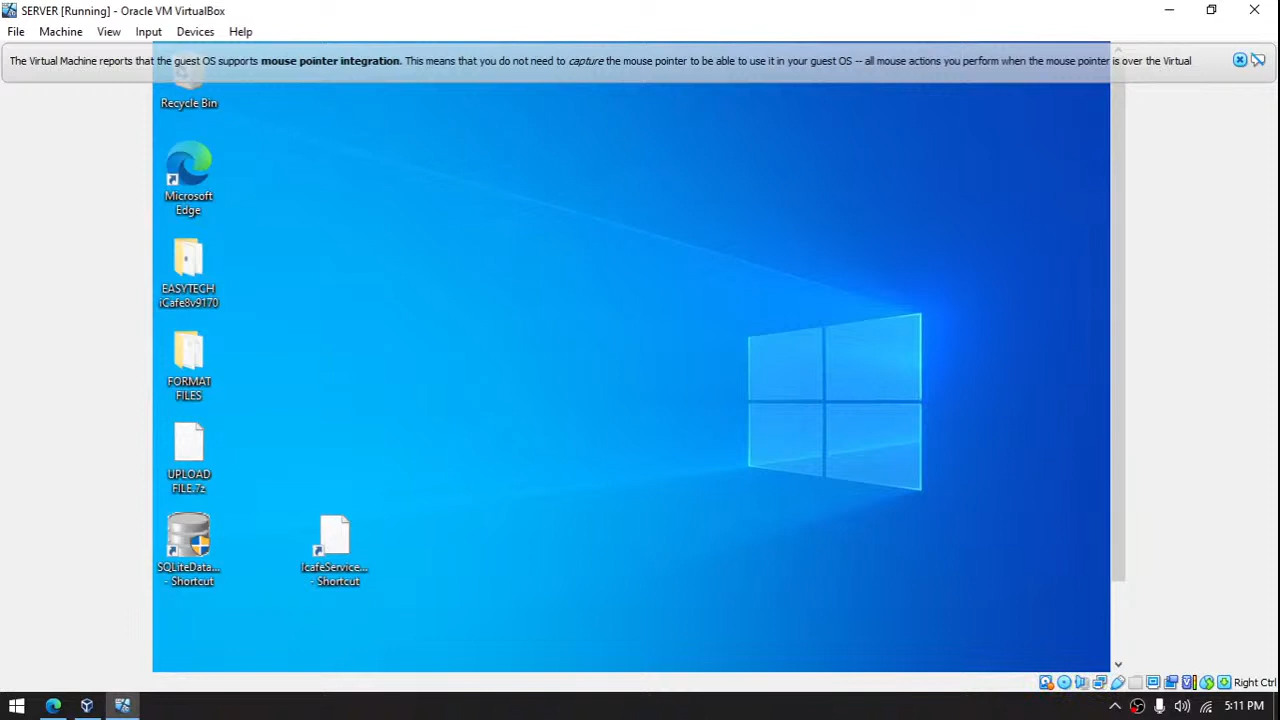 SERVER [Running] - Oracle VM VirtualBox
File Machine View Input Devices Help
The Virtual Machine reports that the guest OS supports mouse pointer integration. This means that you do not need to capture the mouse pointer to be able to use it in your guest OS -- all mouse actions you perform when the mouse pointer is over the Virtual
Recycle Bin
Microsoft
Edge
EASYTECH
iCafe8v9170
FORMAT
FILES
UPLOAD
FILE.7z
SQLiteData...
- Shortcut
IcafeService...
- Shortcut
Right Ctrl
5:11 PM